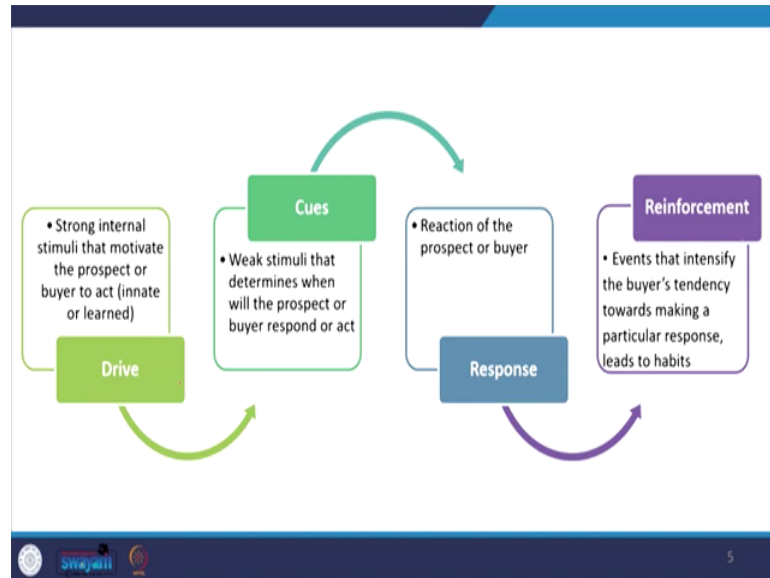 • Strong internal
stimuli that motivate
the prospect or
buyer to act (innate
or learned)
Drive
Cues
• Weak stimuli that
determines when
will the prospect or
buyer respond or act
• Reaction of the
prospect or buyer
Response
Reinforcement
• Events that intensify
the buyer's tendency
towards making a
particular response,
leads to habits
swayam
5